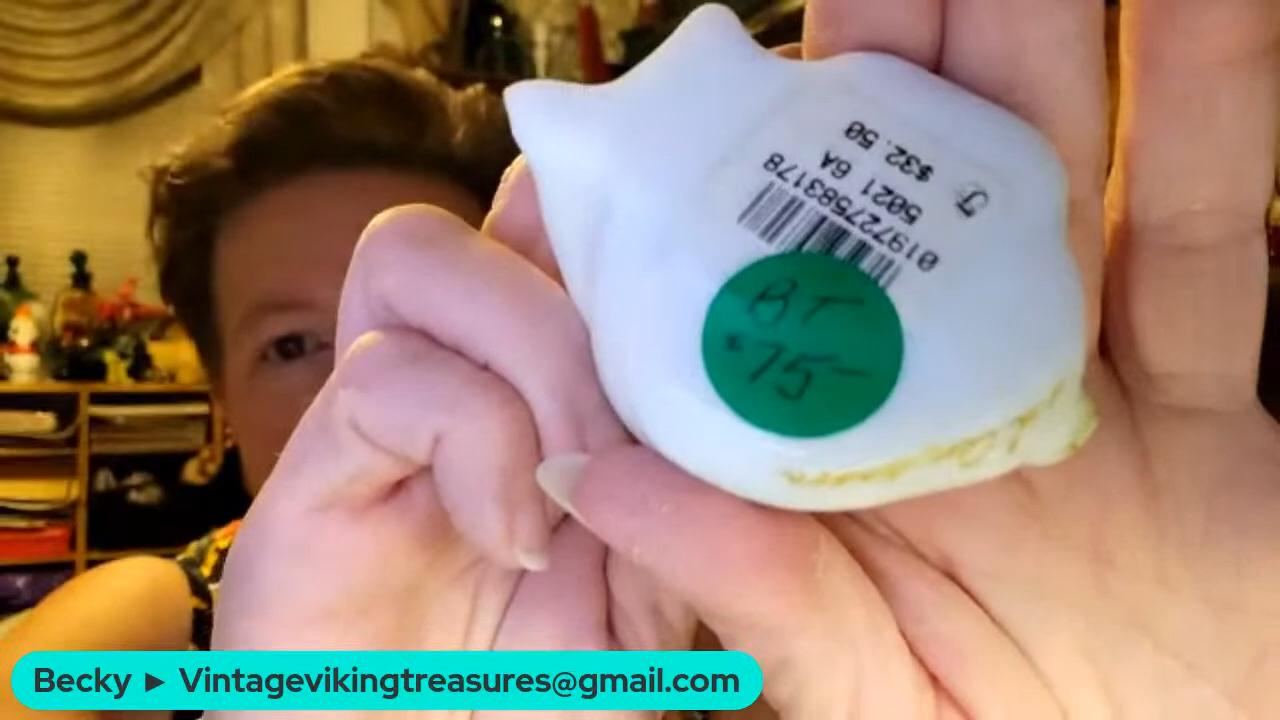 019727583178
5021 6A
$32.50
BT
$75-
Becky ► Vintagevikingtreasures@gmail.com